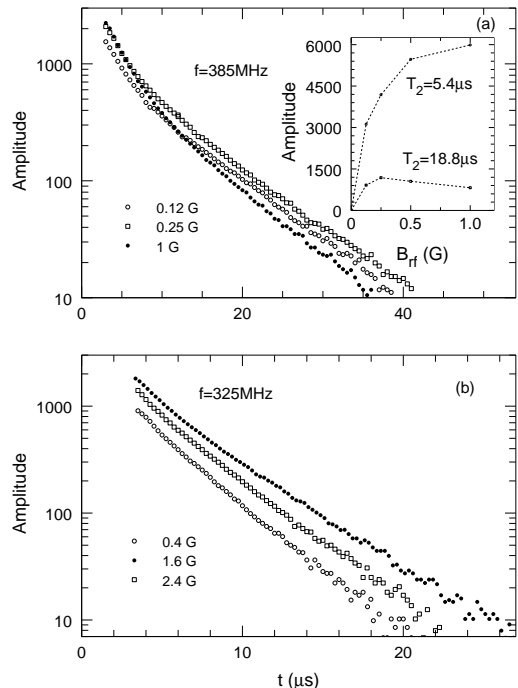 (a)
f=385MHz
1000
100
10
Amplitude
0.12 G
0.25 G
1 G
0
20
40
6000
4500
3000
1500
0
Amplitude
T2=5.4μs
T2=18.8μs
0.0
0.5
1.0
Brf (G)
(b)
f=325MHz
1000
100
10
Amplitude
0.4 G
1.6 G
2.4 G
0
10
20
t (μs)